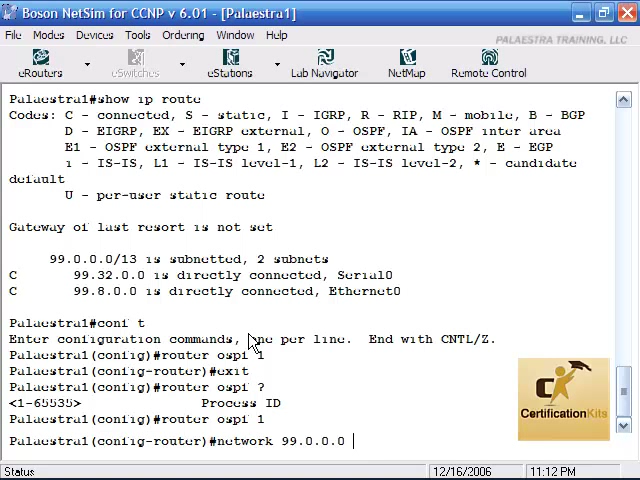 Boson NetSim for CCNP v 6.01 - [Palaestra1]
File Modes Devices Tools Ordering Window Help
PALAESTRA TRAINING, LLC
eRouters eSwitches eStations Lab Navigator NetMap Remote Control
Palaestra1#show ip route
Codes: C - connected, S - static, I - IGRP, R - RIP, M - mobile, B - BGP
D - EIGRP, EX - EIGRP external, O - OSPF, IA - OSPF inter area
E1 - OSPF external type 1, E2 - OSPF external type 2, E - EGP
i - IS-IS, L1 - IS-IS level-1, L2 - IS-IS level-2, * - candidate
default
U - per-user static route
Gateway of last resort is not set
99.0.0.0/13 is subnetted, 2 subnets
C 99.32.0.0 is directly connected, Serial0
C 99.8.0.0 is directly connected, Ethernet0
Palaestra1#conf t
Enter configuration commands, one per line. End with CNTL/Z.
Palaestra1(config)#router ospf 1
Palaestra1(config-router)#exit
Palaestra1(config)#router ospf ?
<1-65535> Process ID
Palaestra1(config)#router ospf 1
Palaestra1(config-router)#network 99.0.0.0
CertificationKits
Status 12/16/2006 11:12 PM